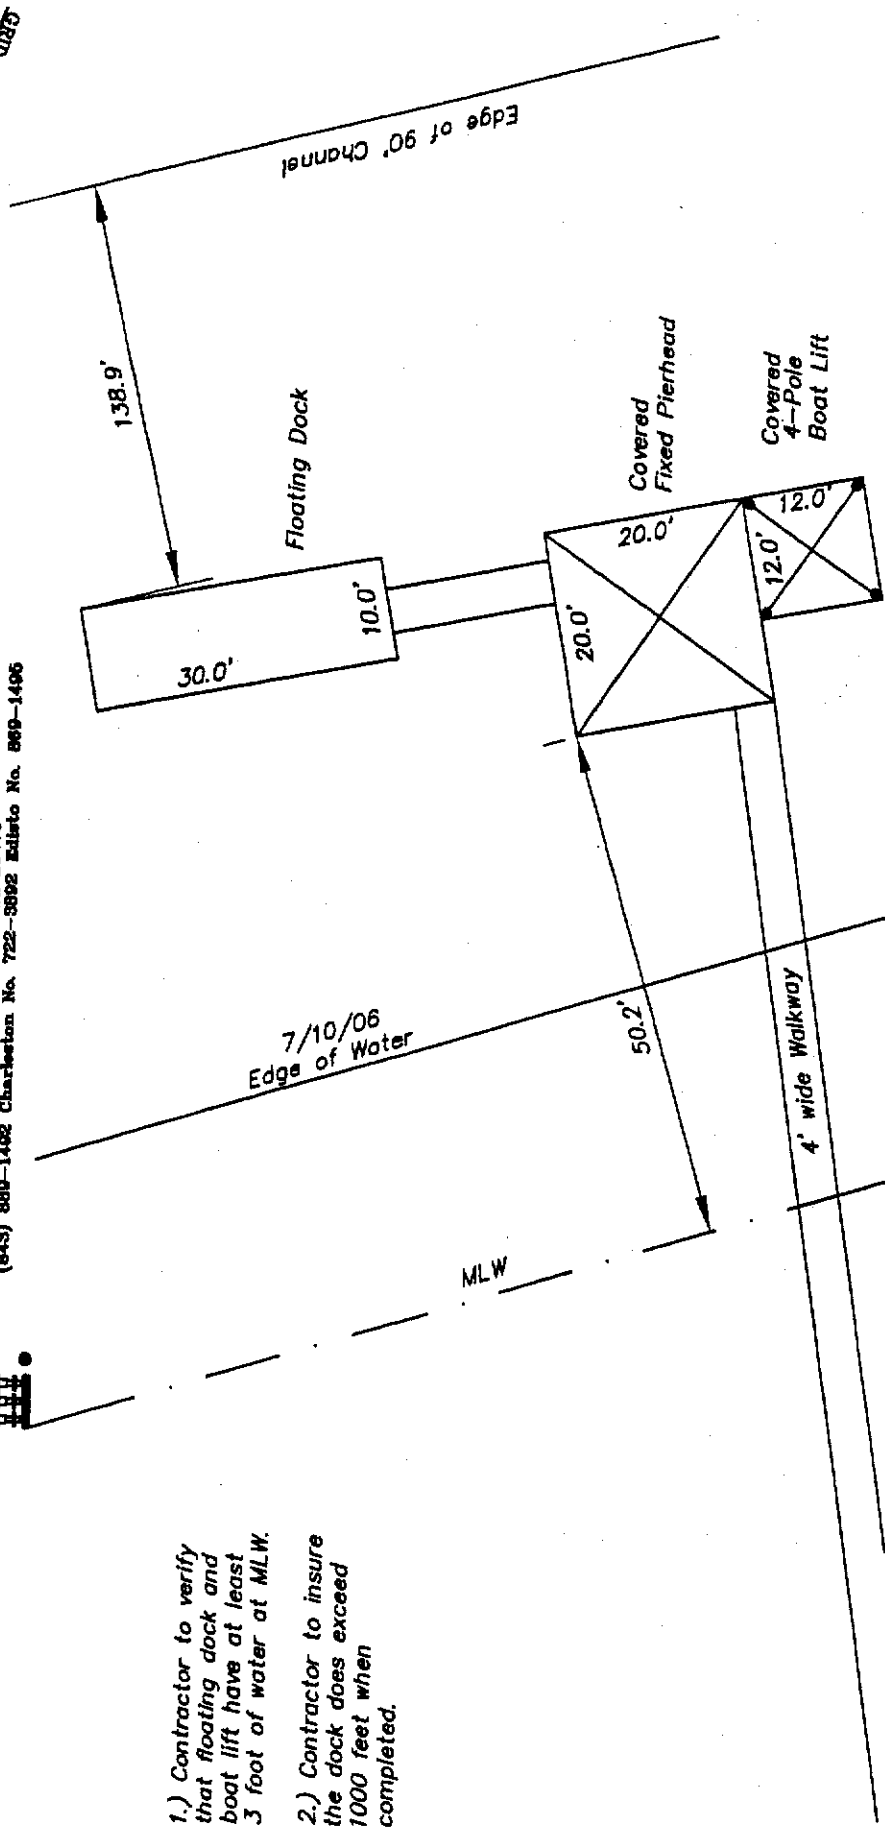 GRID
(843) 889-1492 Charleston No. 722-3892 Edisto No. 869-1495
Edge of 90' Channel
138.9'
Floating Dock
30.0'
10.0'
Covered
Fixed Pierhead
20.0'
20.0'
Covered
4-Pole
Boat Lift
12.0'
12.0'
7/10/06
Edge of Water
50.2'
4' wide Walkway
MLW
1.) Contractor to verify
that floating dock and
boat lift have at least
3 foot of water at MLW.
2.) Contractor to insure
the dock does exceed
1000 feet when
completed.